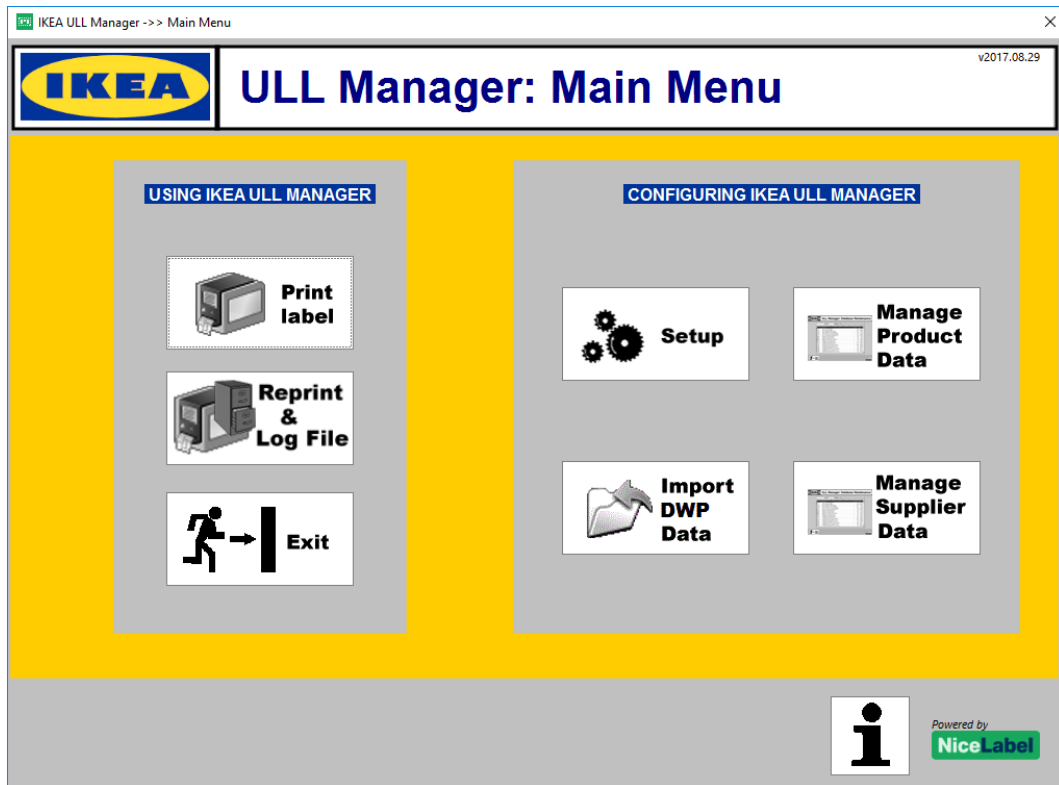 IKEA ULL Manager ->> Main Menu
IKEA
ULL Manager: Main Menu
v2017.08.29
USING IKEA ULL MANAGER
Print
label
Reprint
&
Log File
Exit
CONFIGURING IKEA ULL MANAGER
Setup
Manage
Product
Data
Import
DWP
Data
Manage
Supplier
Data
Powered by
NiceLabel